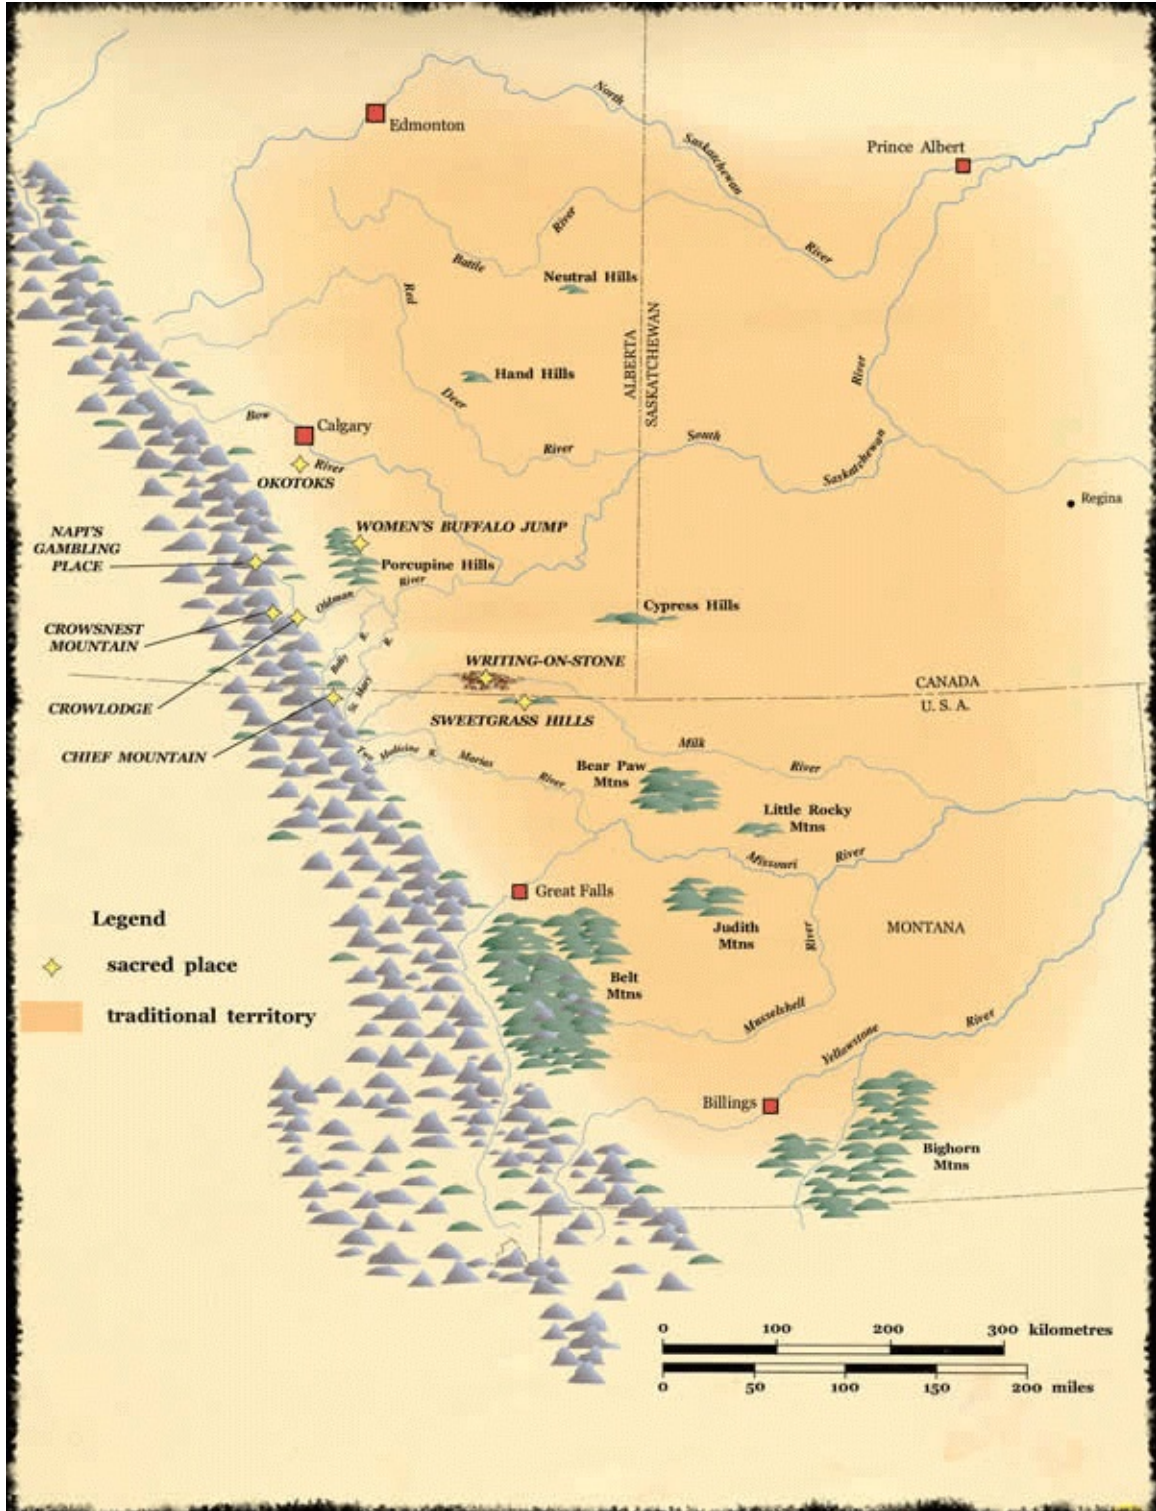 North
Edmonton
Saskatchewan
Prince Albert
River
River
Battle
Neutral Hills
Red
ALBERTA
SASKATCHEWAN
Hand Hills
River
Deer
Bow
Calgary
River
South
Saskatchewan
River
OKOTOKS
Regina
NAPI'S
GAMBLING
PLACE
WOMEN'S BUFFALO JUMP
Porcupine Hills
River
Oldman
Cypress Hills
CROWSNEST
MOUNTAIN
R.
R.
Belly
WRITING-ON-STONE
CANADA
U. S. A.
St. Mary
CROWLODGE
SWEETGRASS HILLS
CHIEF MOUNTAIN
Two Medicine R.
Marias
River
Milk
River
Bear Paw
Mtns
Little Rocky
Mtns
Missouri
River
Great Falls
Legend
Judith
Mtns
River
MONTANA
sacred place
Belt
Mtns
traditional territory
Musselshell
Yellowstone
River
Billings
Bighorn
Mtns
0 100 200 300 kilometres
0 50 100 150 200 miles